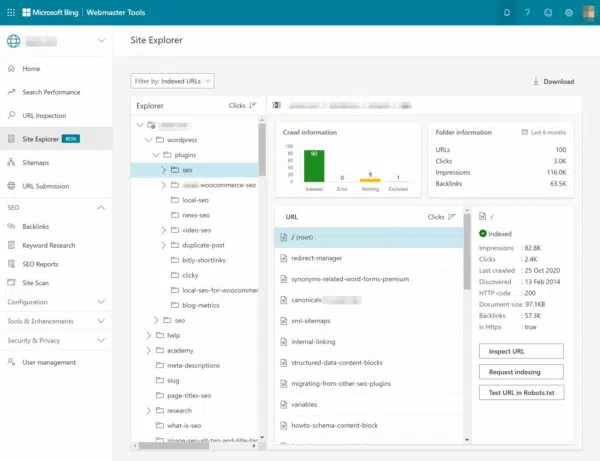 Microsoft Bing | Webmaster Tools
Site Explorer
Home
Search Performance
URL Inspection
Site Explorer BETA
Sitemaps
URL Submission
SEO
Backlinks
Keyword Research
SEO Reports
Site Scan
Configuration
Tools & Enhancements
Security & Privacy
User management
Filter by: Indexed URLs
Download
Explorer Clicks
wordpress
plugins
seo
woocommerce-seo
local-seo
news-seo
video-seo
duplicate-post
bitly-shortlinks
clicky
local-seo-for-woocommer
blog-metrics
seo
help
academy
meta-descriptions
slug
page-titles-seo
research
what-is-seo
image-seo-alt-tag-and-title-tag
Crawl information
100
75
50
25
0
90 0 9 1
Indexed Error Warning Excluded
Folder information Last 6 months
URLs 100
Clicks 3.0K
Impressions 116.0K
Backlinks 63.5K
URL Clicks
/ (root)
redirect-manager
synonyms-related-word-forms-premium
canonicals
xml-sitemaps
internal-linking
structured-data-content-blocks
migrating-from-other-seo-plugins
variables
howto-schema-content-block
/
Indexed
Impressions : 82.8K
Clicks : 2.4K
Last crawled : 25 Oct 2020
Discovered : 13 Feb 2014
HTTP code : 200
Document size : 97.1KB
Backlinks : 57.3K
Is Https : true
Inspect URL
Request indexing
Test URL in Robots.txt